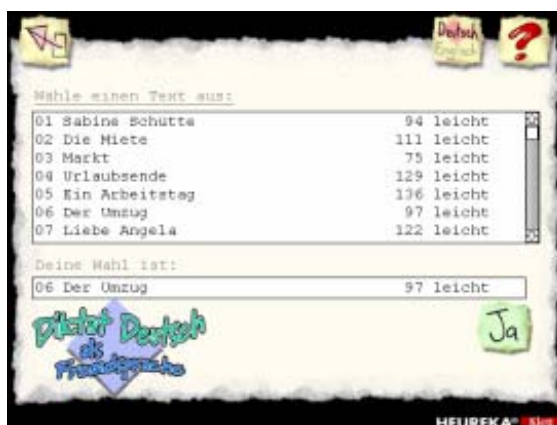 Deutsch
Englisch
?
Wähle einen Text aus:
01 Sabine Schütte 94 leicht
02 Die Miete 111 leicht
03 Markt 75 leicht
04 Urlaubsende 129 leicht
05 Ein Arbeitstag 136 leicht
06 Der Umzug 97 leicht
07 Liebe Angela 122 leicht
Deine Wahl ist:
06 Der Umzug 97 leicht
Diktat Deutsch
als
Fremdsprache
Ja
HEUREKA